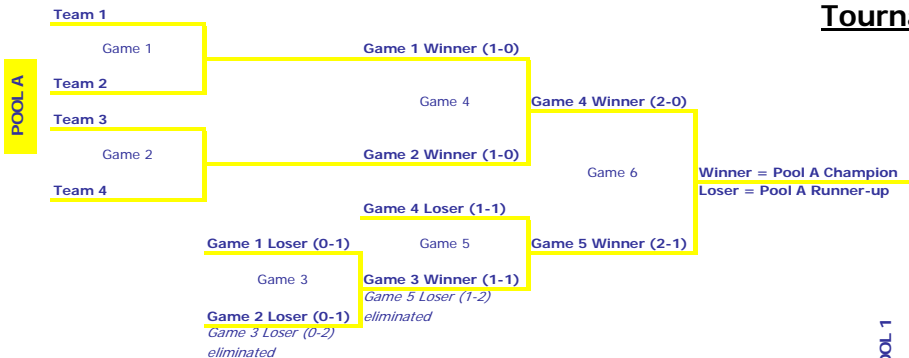 Team 1
Tourna
Game 1
Game 1 Winner (1-0)
POOL A
Team 2
Game 4
Game 4 Winner (2-0)
Team 3
Game 2
Game 2 Winner (1-0)
Game 6
Winner = Pool A Champion
Team 4
Loser = Pool A Runner-up
Game 4 Loser (1-1)
Game 1 Loser (0-1)
Game 5
Game 5 Winner (2-1)
Game 3
Game 3 Winner (1-1)
Game 5 Loser (1-2)
eliminated
Game 2 Loser (0-1)
Game 3 Loser (0-2)
eliminated
OOL 1